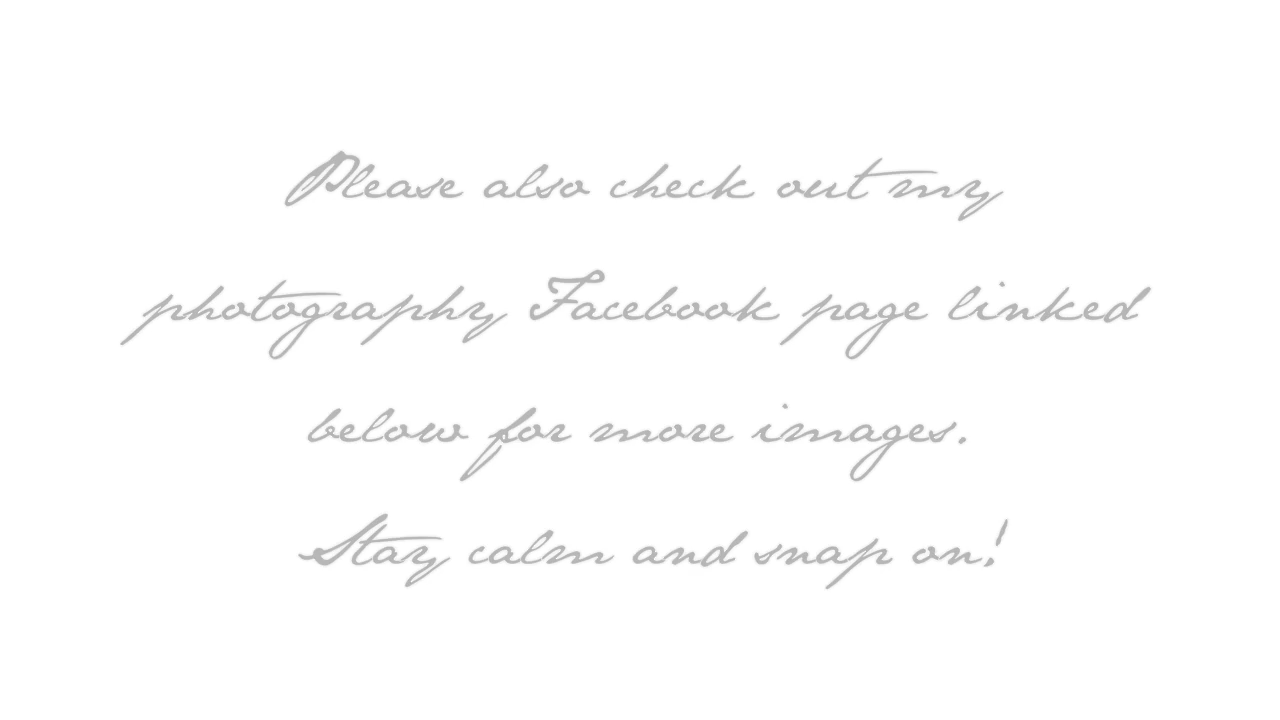 Please also check out my
photography Facebook page linked
below for more images.
Stay calm and snap on!